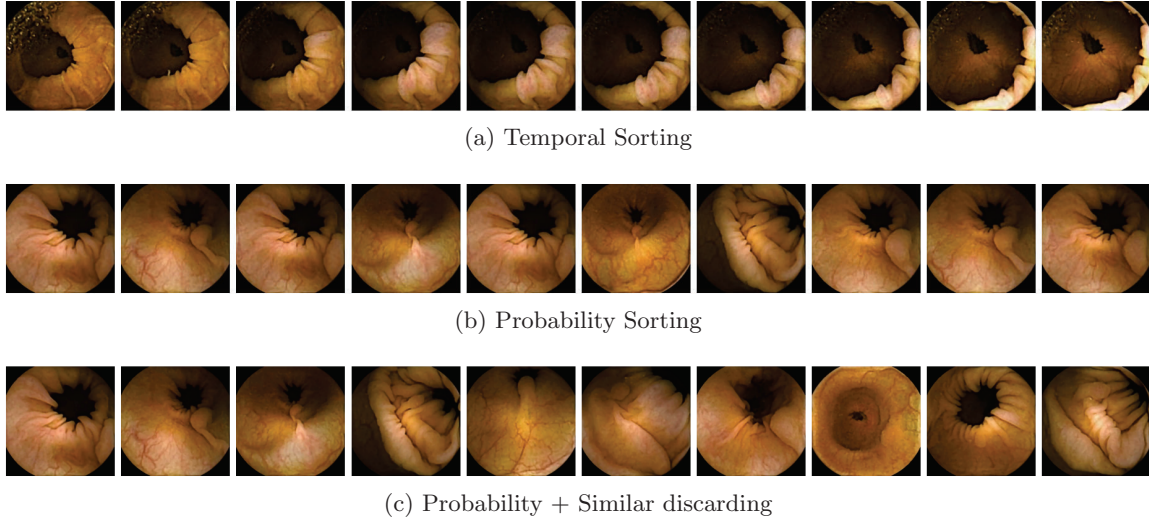 (a) Temporal Sorting
(b) Probability Sorting
(c) Probability + Similar discarding